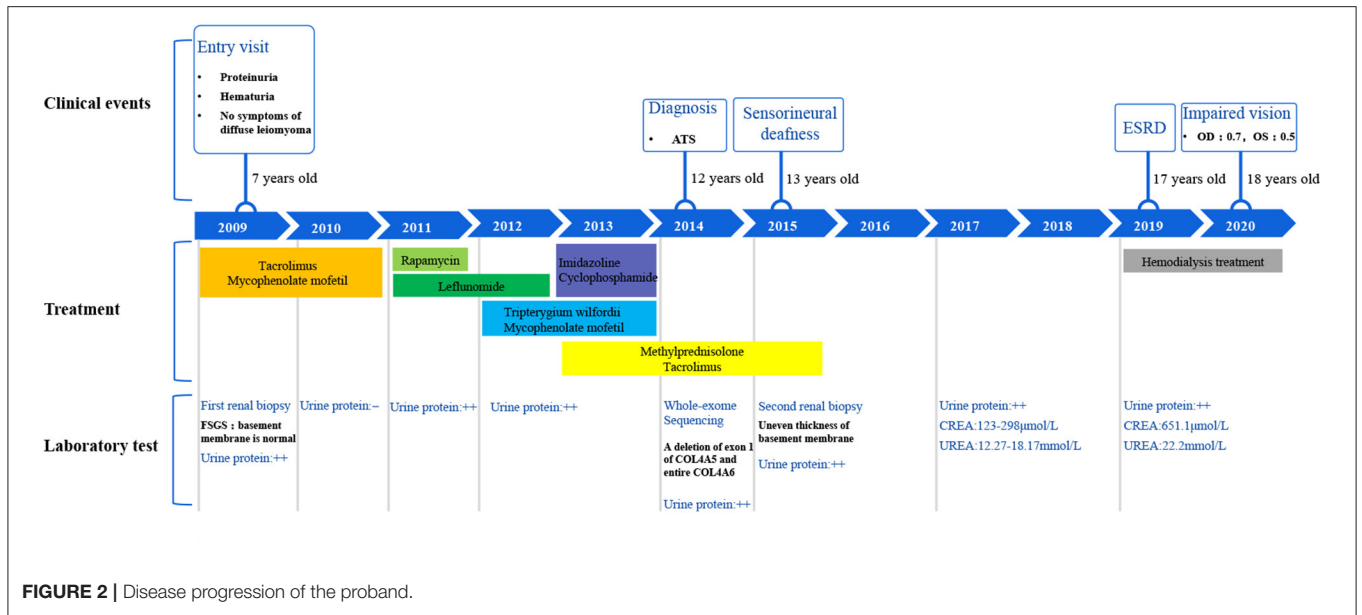 Clinical events
Entry visit
• Proteinuria
• Hematuria
• No symptoms of
diffuse leiomyoma
7 years old
Diagnosis
• ATS
12 years old
Sensorineural
deafness
13 years old
ESRD
17 years old
Impaired vision
• OD：0.7, OS：0.5
18 years old
2009
2010
2011
2012
2013
2014
2015
2016
2017
2018
2019
2020
Treatment
Tacrolimus
Mycophenolate mofetil
Rapamycin
Leflunomide
Imidazoline
Cyclophosphamide
Tripterygium wilfordii
Mycophenolate mofetil
Methylprednisolone
Tacrolimus
Hemodialysis treatment
Laboratory test
First renal biopsy
FSGS：basement
membrane is normal
Urine protein:++
Urine protein:–
Urine protein:++
Urine protein:++
Whole-exome
Sequencing
A deletion of exon 1
of COL4A5 and
entire COL4A6
Urine protein:++
Second renal biopsy
Uneven thickness of
basement membrane
Urine protein:++
Urine protein:++
CREA:123-298μmol/L
UREA:12.27-18.17mmol/L
Urine protein:++
CREA:651.1μmol/L
UREA:22.2mmol/L
FIGURE 2 | Disease progression of the proband.